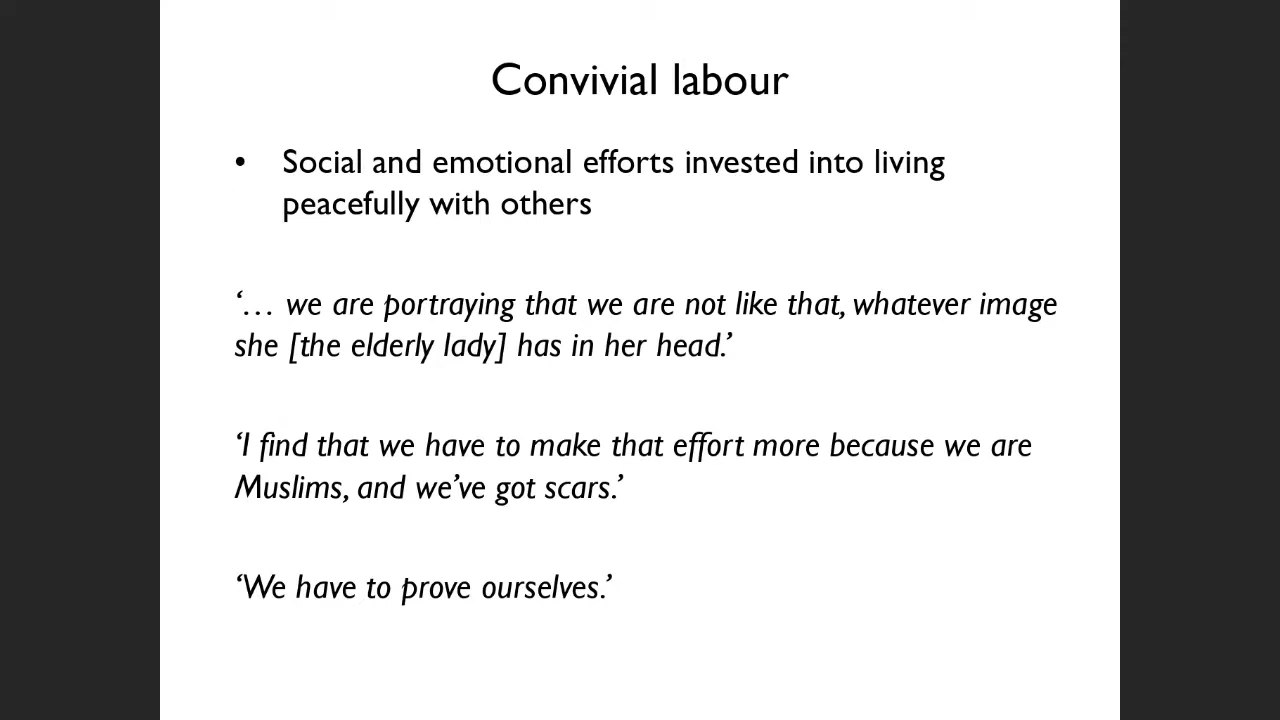 Convivial labour
• Social and emotional efforts invested into living
peacefully with others
‘… we are portraying that we are not like that, whatever image
she [the elderly lady] has in her head.’
‘I find that we have to make that effort more because we are
Muslims, and we’ve got scars.’
‘We have to prove ourselves.’